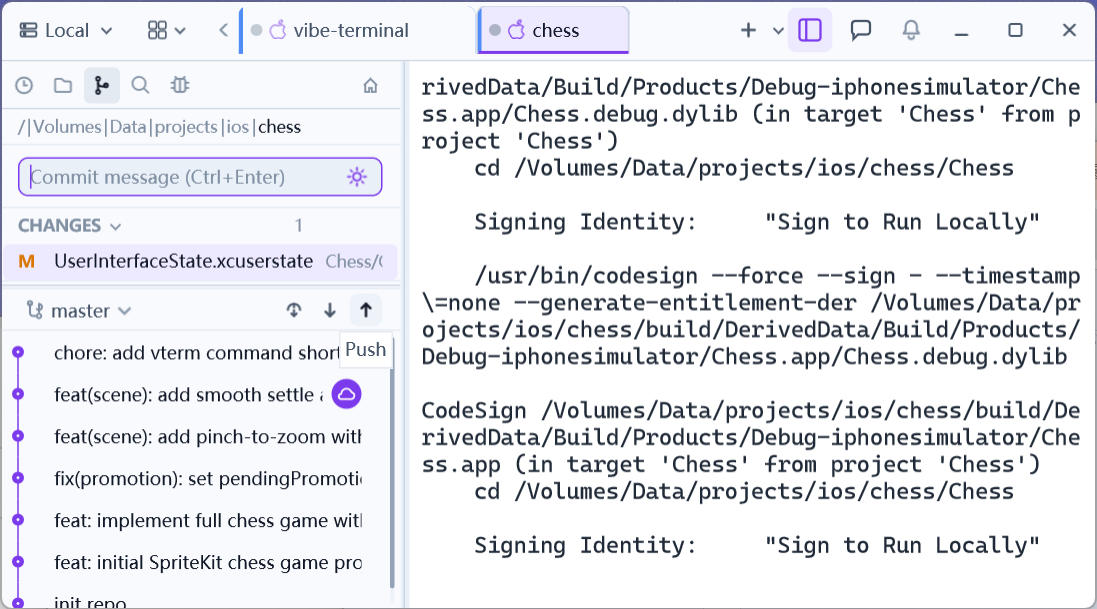 Local
vibe-terminal
chess
/|Volumes|Data|projects|ios|chess
Commit message (Ctrl+Enter)
CHANGES 1
M UserInterfaceState.xcuserstate Chess/
master
Push
chore: add vterm command short
feat(scene): add smooth settle
feat(scene): add pinch-to-zoom with
fix(promotion): set pendingPromoti
feat: implement full chess game wit
feat: initial SpriteKit chess game pro
init repo
rivedData/Build/Products/Debug-iphonesimulator/Che
ss.app/Chess.debug.dylib (in target 'Chess' from p
roject 'Chess')
cd /Volumes/Data/projects/ios/chess/Chess
Signing Identity: "Sign to Run Locally"
/usr/bin/codesign --force --sign - --timestamp
\=none --generate-entitlement-der /Volumes/Data/pr
ojects/ios/chess/build/DerivedData/Build/Products/
Debug-iphonesimulator/Chess.app/Chess.debug.dylib
CodeSign /Volumes/Data/projects/ios/chess/build/De
rivedData/Build/Products/Debug-iphonesimulator/Che
ss.app (in target 'Chess' from project 'Chess')
cd /Volumes/Data/projects/ios/chess/Chess
Signing Identity: "Sign to Run Locally"